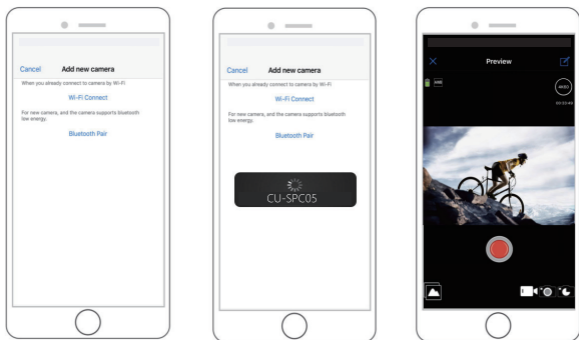 Cancel Add new camera
When you already connect to camera by Wi-Fi
Wi-Fi Connect
For new camera, and the camera supports bluetooth
low energy.
Bluetooth Pair
Cancel Add new camera
When you already connect to camera by Wi-Fi
Wi-Fi Connect
For new camera, and the camera supports bluetooth
low energy.
Bluetooth Pair
CU-SPC05
Preview
4K30